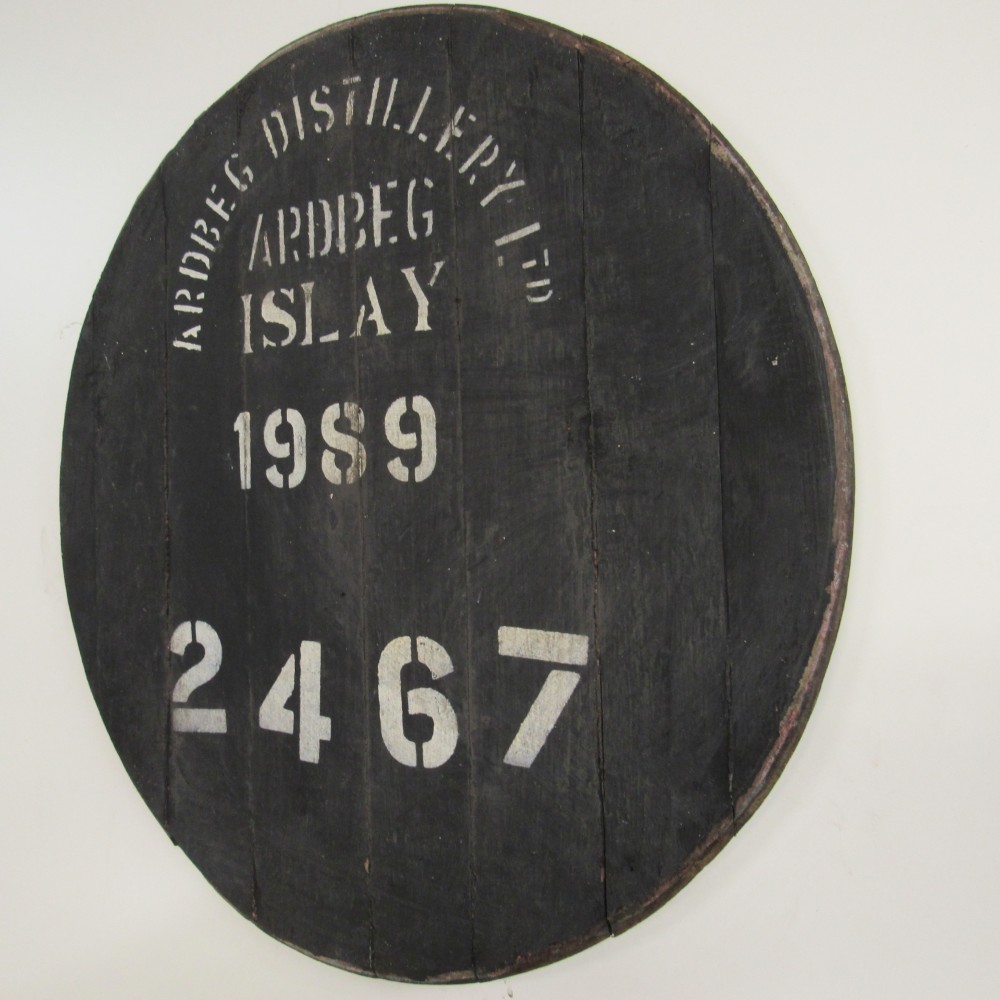 ARDBEG DISTILLERY LTD
ARDBEG
ISLAY
1989
2467